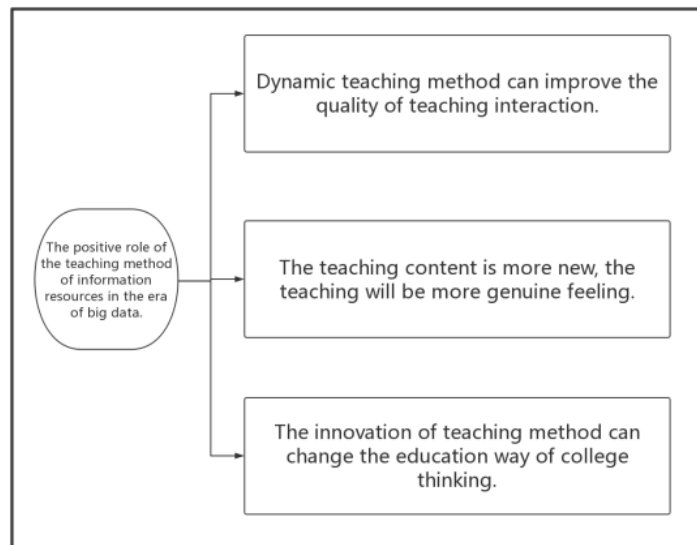 Dynamic teaching method can improve the
quality of teaching interaction.
The positive role of
the teaching method
of information
resources in the era
of big data.
The teaching content is more new, the
teaching will be more genuine feeling.
The innovation of teaching method can
change the education way of college
thinking.